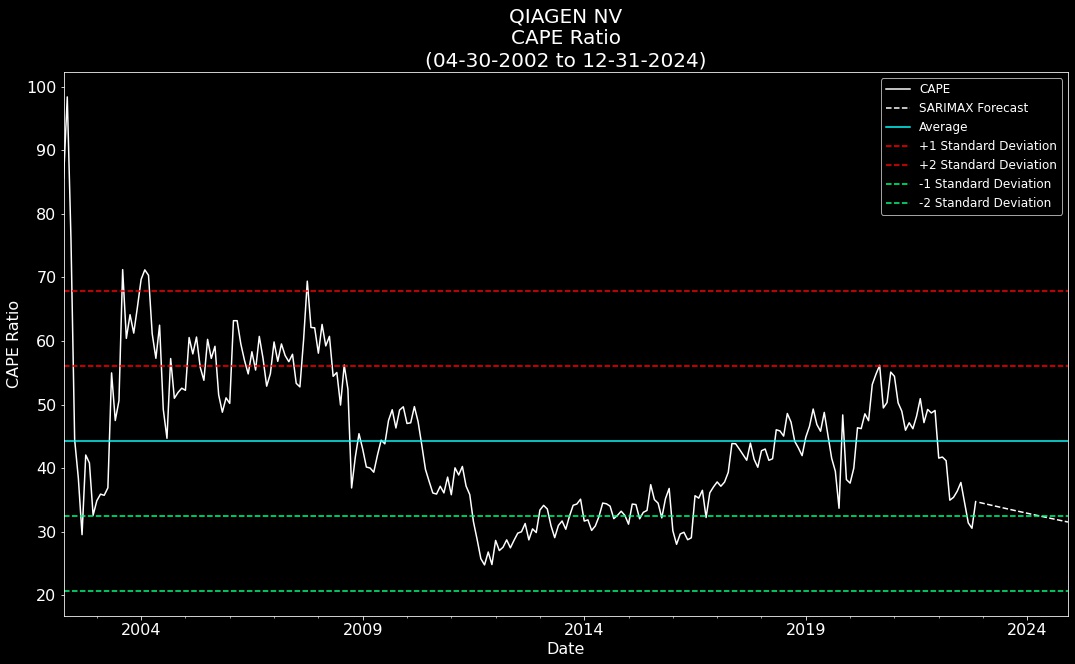 QIAGEN NV
CAPE Ratio
(04-30-2002 to 12-31-2024)
CAPE
SARIMAX Forecast
Average
+1 Standard Deviation
+2 Standard Deviation
-1 Standard Deviation
-2 Standard Deviation
CAPE Ratio
100
90
80
70
60
50
40
30
20
2004 2009 2014 2019 2024
Date